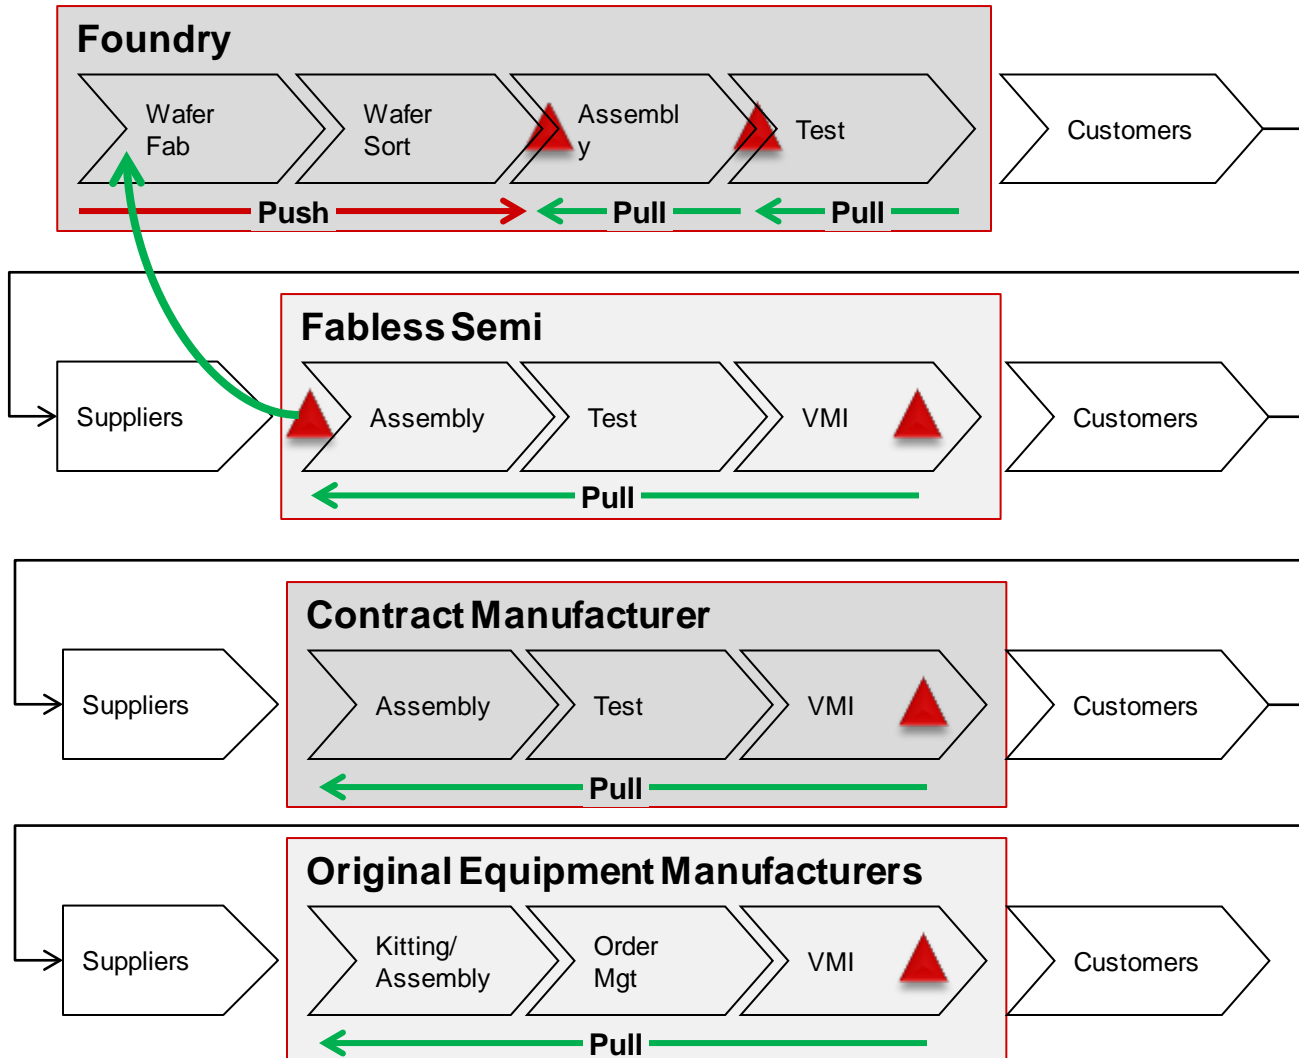 Foundry
Wafer
Fab
Wafer
Sort
Assembl
y
Test
Customers
Push
Pull
Pull
Fabless Semi
Suppliers
Assembly
Test
VMI
Customers
Pull
Contract Manufacturer
Suppliers
Assembly
Test
VMI
Customers
Pull
Original Equipment Manufacturers
Suppliers
Kitting/
Assembly
Order
Mgt
VMI
Customers
Pull